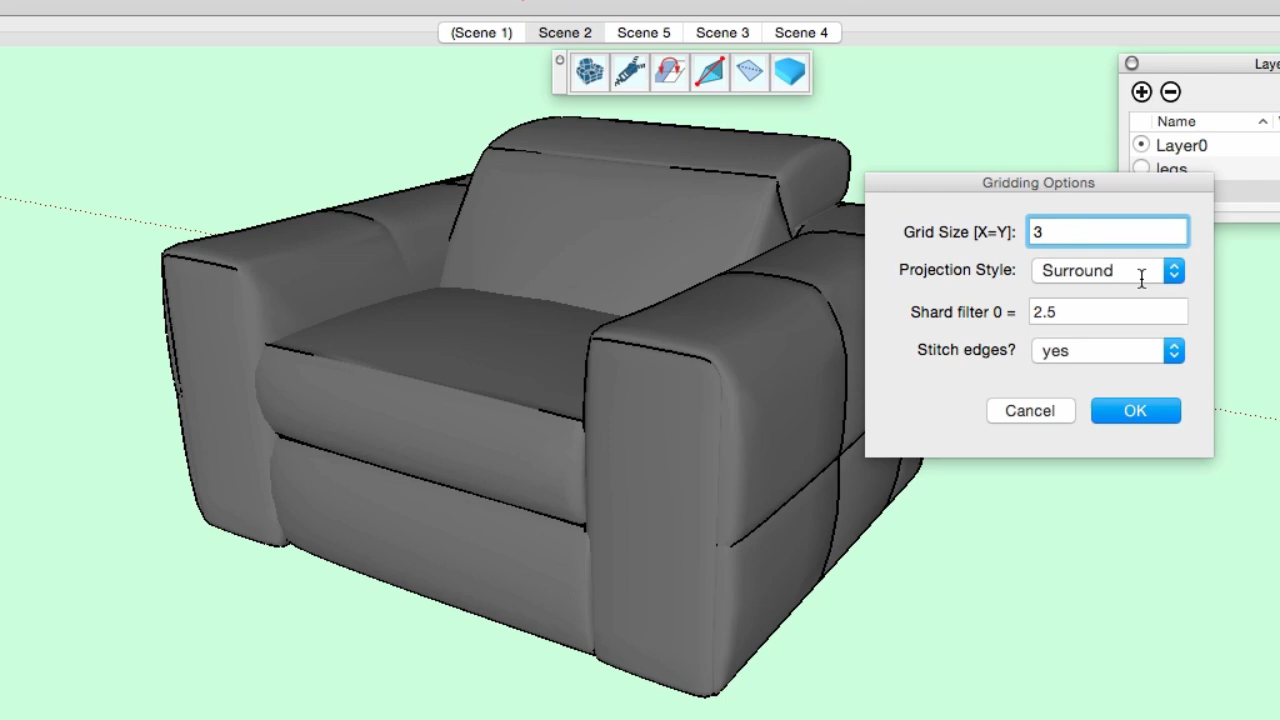 (Scene 1) Scene 2 Scene 5 Scene 3 Scene 4
Name
Layer0
legs
Gridding Options
Grid Size [X=Y]: 3
Projection Style: Surround
Shard filter 0 = 2.5
Stitch edges? yes
Cancel OK